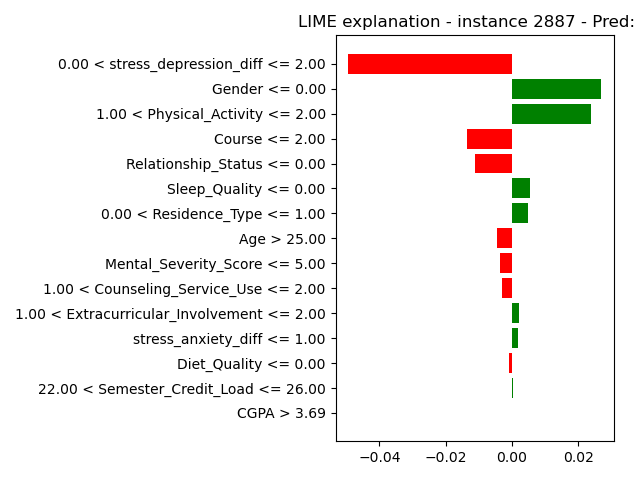 LIME explanation - instance 2887 - Pred:
0.00 < stress_depression_diff <= 2.00
Gender <= 0.00
1.00 < Physical_Activity <= 2.00
Course <= 2.00
Relationship_Status <= 0.00
Sleep_Quality <= 0.00
0.00 < Residence_Type <= 1.00
Age > 25.00
Mental_Severity_Score <= 5.00
1.00 < Counseling_Service_Use <= 2.00
1.00 < Extracurricular_Involvement <= 2.00
stress_anxiety_diff <= 1.00
Diet_Quality <= 0.00
22.00 < Semester_Credit_Load <= 26.00
CGPA > 3.69
−0.04 −0.02 0.00 0.02